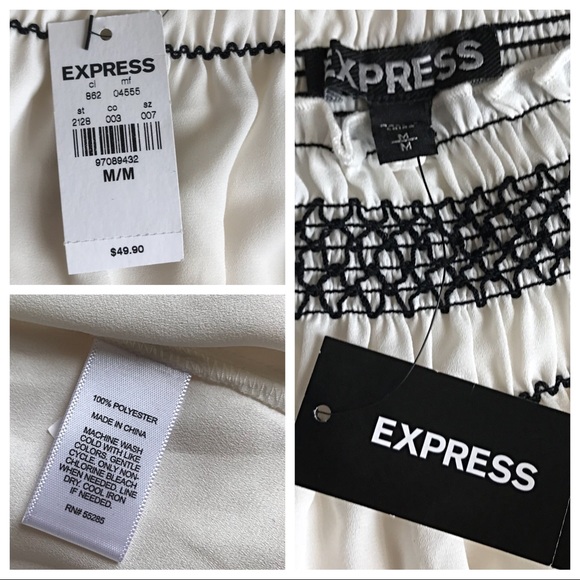 EXPRESS
cl mf
862 04555
st co sz
2128 003 007
97089432
M/M
$49.90
100% POLYESTER
MADE IN CHINA
MACHINE WASH
COLD WITH LIKE
COLORS. GENTLE
CYCLE. ONLY NON-
CHLORINE BLEACH
WHEN NEEDED. LINE
DRY. COOL IRON
IF NEEDED.
RN# 55285
EXPRESS
M
M
EXPRESS